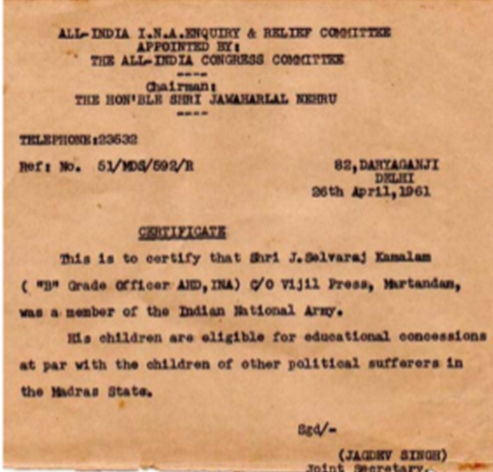 ALL-INDIA I.N.A.ENQUIRY & RELIEF COMMITTEE
APPOINTED BY:
THE ALL-INDIA CONGRESS COMMITTEE
----
Chairman:
THE HON'BLE SHRI JAWAHARLAL NEHRU
----
TELEPHONE:23632
Ref: No. 51/MDS/592/R
82,DARYAGANJI
DELHI
26th April,1961
CERTIFICATE
This is to certify that Shri J.Selvaraj Kamalam
( "B" Grade Officer AHD,INA) C/O Vijil Press, Martandam,
was a member of the Indian National Army.
His children are eligible for educational concessions
at par with the children of other political sufferers in
the Madras State.
Sgd/-
(JAGDEV SINGH)
Joint Secretary.